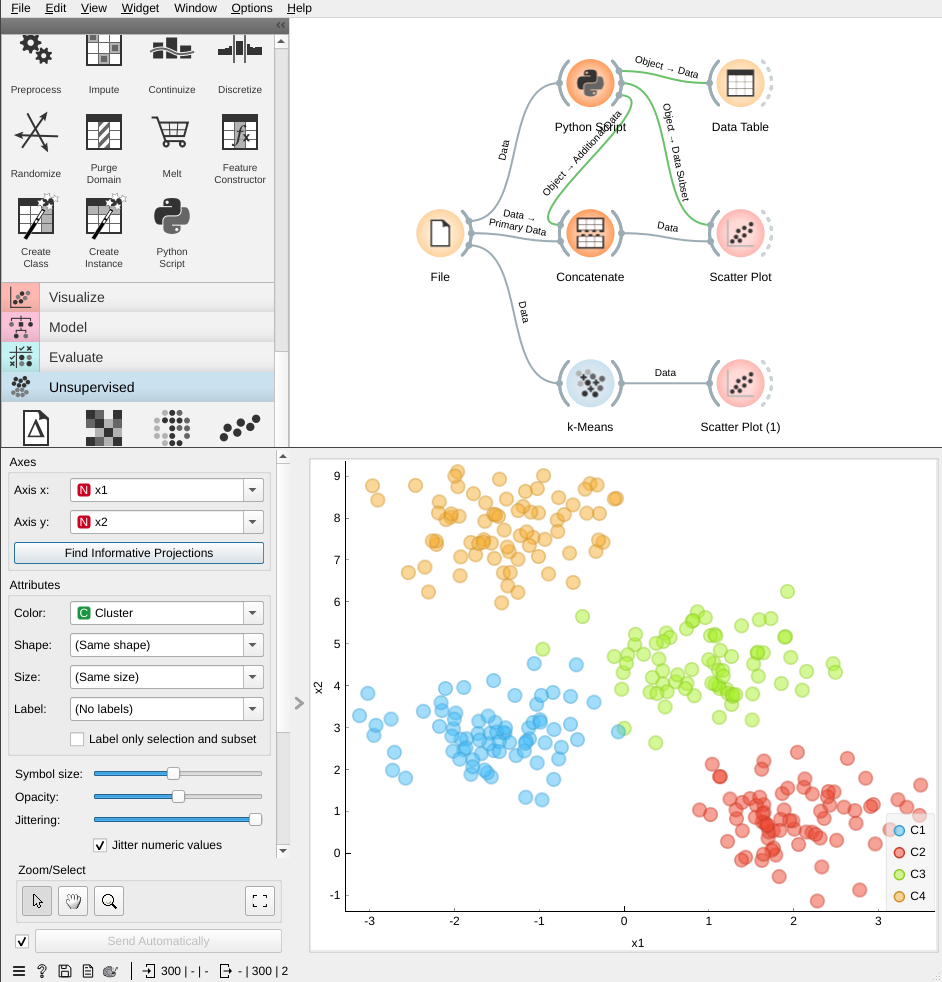 File Edit View Widget Window Options Help
Preprocess Impute Continuize Discretize
Randomize Purge Domain Melt Feature Constructor
Create Class Create Instance Python Script
Visualize
Model
Evaluate
Unsupervised
Object → Data
Python Script
Data Table
Data
Object → Additional Data
Object → Data Subset
Data →
Primary Data
Data
File
Concatenate
Scatter Plot
Data
Data
k-Means
Scatter Plot (1)
Axes
Axis x: N x1
Axis y: N x2
Find Informative Projections
Attributes
Color: C Cluster
Shape: (Same shape)
Size: (Same size)
Label: (No labels)
Label only selection and subset
Symbol size:
Opacity:
Jittering:
Jitter numeric values
Zoom/Select
Send Automatically
300 | - | - - | 300 | 2
x2
9
8
7
6
5
4
3
2
1
0
-1
-3 -2 -1 0 1 2 3
x1
C1
C2
C3
C4